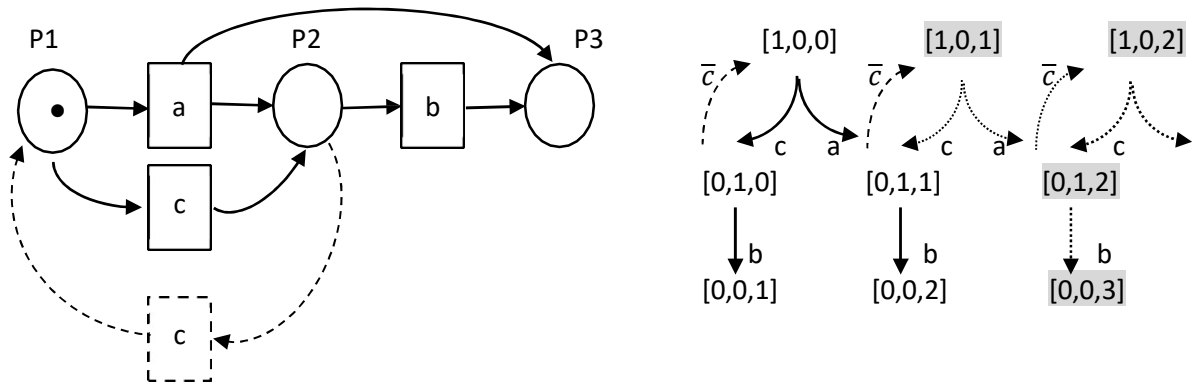 P1 P2 P3
a
b
c
c
[1,0,0] [1,0,1] [1,0,2]
c̅ c̅ c̅
c a c a c
[0,1,0] [0,1,1] [0,1,2]
b b b
[0,0,1] [0,0,2] [0,0,3]